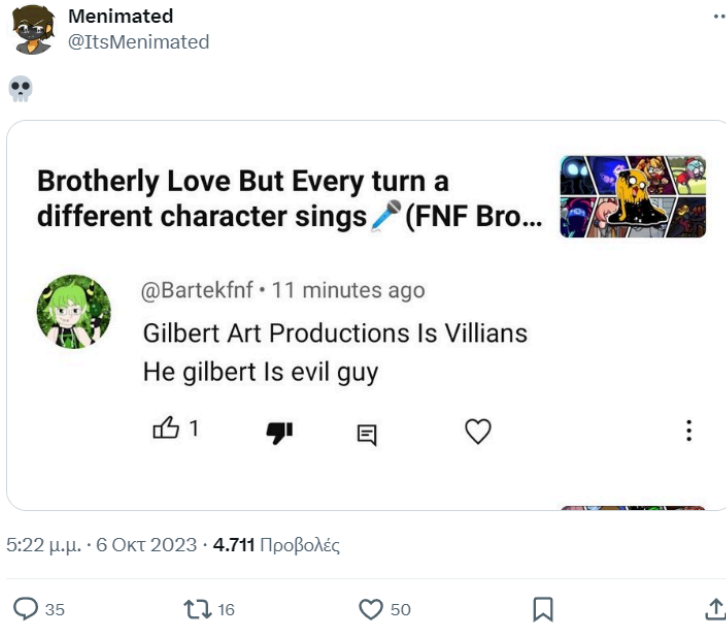 Menimated
@ItsMenimated
💀
Brotherly Love But Every turn a
different character sings🎤(FNF Bro...
@Bartekfnf • 11 minutes ago
Gilbert Art Productions Is Villians
He gilbert Is evil guy
1
5:22 μ.μ. · 6 Οκτ 2023 · 4.711 Προβολές
35 16 50